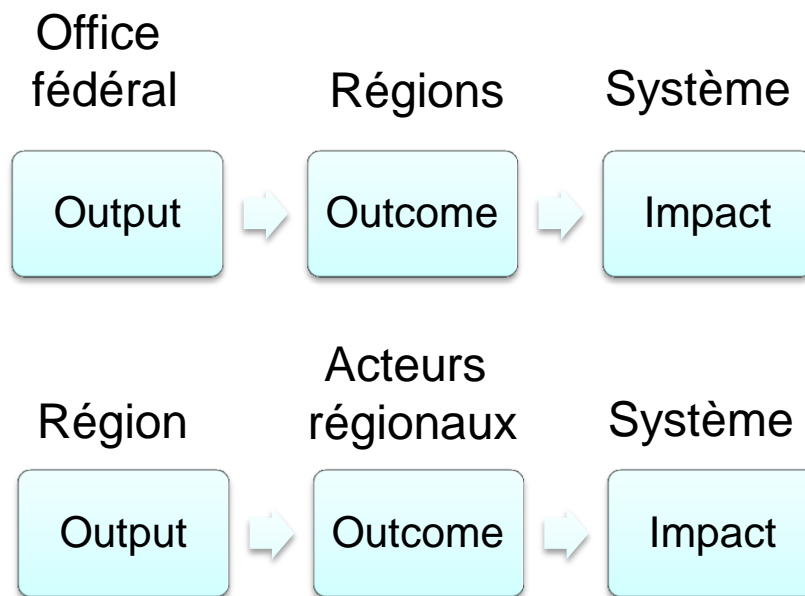 Office
fédéral
Régions
Système
Output
Outcome
Impact
Acteurs
régionaux
Région
Système
Output
Outcome
Impact